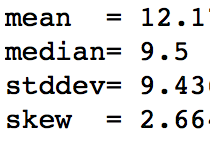 mean  = 12.1
median= 9.5
stddev= 9.43
skew  = 2.66